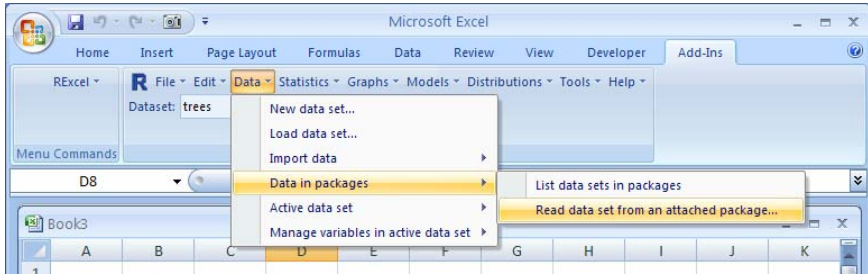 Microsoft Excel
Home Insert Page Layout Formulas Data Review View Developer Add-Ins
RExcel R File Edit Data Statistics Graphs Models Distributions Tools Help
Dataset: trees
New data set...
Load data set...
Menu Commands
Import data
D8
Data in packages
List data sets in packages
Active data set
Read data set from an attached package...
Book3
Manage variables in active data set
A B C D E F G H I J K
1